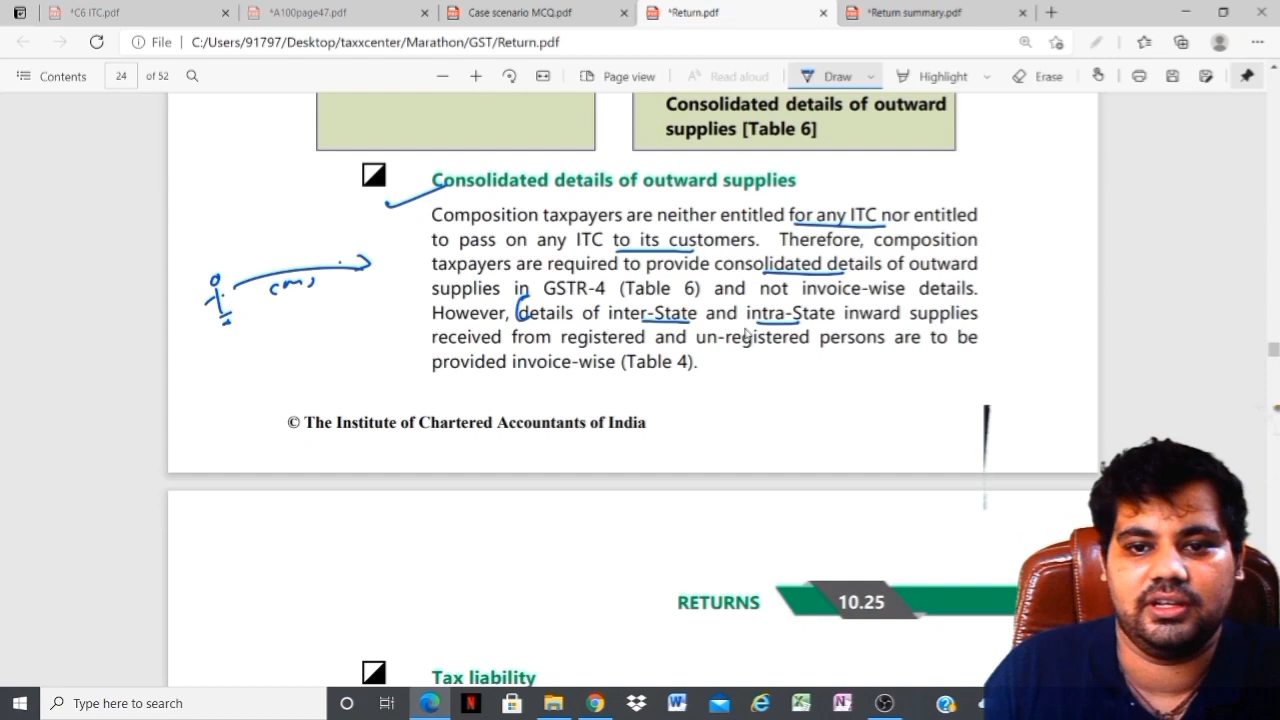 *C6 ITC.pdf
*A100page47.pdf
Case scenario MCQ.pdf
*Return.pdf
*Return summary.pdf
File
C:/Users/91797/Desktop/taxxcenter/Marathon/GST/Return.pdf
Contents
24
of 52
Page view
Read aloud
Draw
Highlight
Erase
Consolidated details of outward
supplies [Table 6]
Consolidated details of outward supplies
Composition taxpayers are neither entitled for any ITC nor entitled
to pass on any ITC to its customers. Therefore, composition
taxpayers are required to provide consolidated details of outward
supplies in GSTR-4 (Table 6) and not invoice-wise details.
However, details of inter-State and intra-State inward supplies
received from registered and un-registered persons are to be
provided invoice-wise (Table 4).
© The Institute of Chartered Accountants of India
RETURNS
10.25
Tax liability
Type here to search